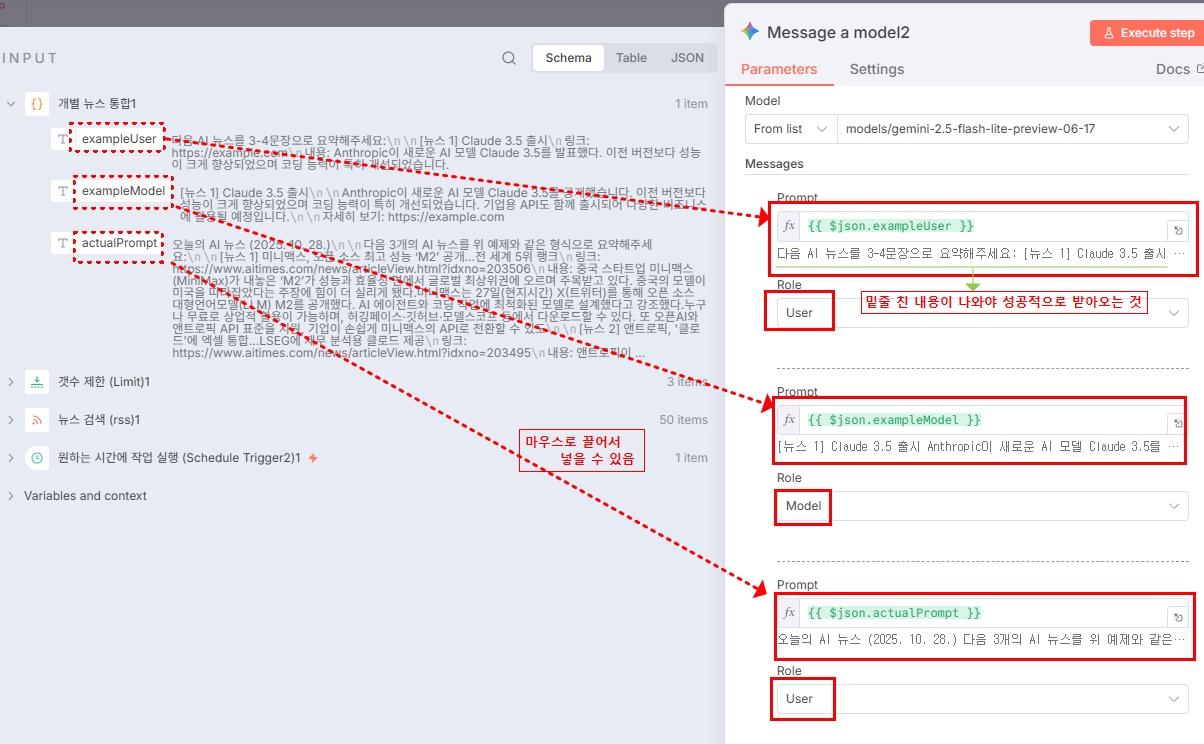 INPUT
Schema
Table
JSON
개별 뉴스 통합1
1 item
T exampleUser
다음 AI 뉴스를 3-4문장으로 요약해주세요:\n\n[뉴스 1] Claude 3.5 출시\n링크:
https://example.com\n내용: Anthropic이 새로운 AI 모델 Claude 3.5를 발표했다. 이전 버전보다 성능
이 크게 향상되었으며 코딩 능력이 특히 개선되었습니다.
T exampleModel
[뉴스 1] Claude 3.5 출시\n\nAnthropic이 새로운 AI 모델 Claude 3.5를 공개했습니다. 이전 버전보다
성능이 크게 향상되었으며 코딩 능력이 특히 개선되었습니다. 기업용 API도 함께 출시되어 다양한 비즈니스
에 활용될 예정입니다.\n\n자세히 보기: https://example.com
T actualPrompt
오늘의 AI 뉴스 (2025. 10. 28.)\n\n다음 3개의 AI 뉴스를 위 예제와 같은 형식으로 요약해주세
요:\n\n[뉴스 1] 미니맥스, 오픈 소스 최고 성능 ‘M2’ 공개...전 세계 5위 랭크\n링크:
https://www.aitimes.com/news/articleView.html?idxno=203506\n내용: 중국 스타트업 미니맥스
(MiniMax)가 내놓은 ‘M2’가 성능과 효율성 면에서 글로벌 최상위권에 오르며 주목받고 있다. 중국의 모델이
미국을 따라잡았다는 주장에 힘이 더 실리게 됐다.미니맥스는 27일(현지시간) X(트위터)를 통해 오픈 소스
대형언어모델(LLM) M2를 공개했다. AI 에이전트와 코딩 작업에 최적화된 모델로 설계했다고 강조했다.누구
나 무료로 상업적 활용이 가능하며, 허깅페이스·깃허브·모델스코프 등에서 다운로드할 수 있다. 또 오픈AI와
앤트로픽 API 표준을 지원, 기업이 손쉽게 미니맥스의 API로 전환할 수 있도\n\n[뉴스 2] 앤트로픽, '클로
드'에 엑셀 통합...LSEG에 재무 분석용 클로드 제공\n링크:
https://www.aitimes.com/news/articleView.html?idxno=203495\n내용: 앤트로픽이 ...
갯수 제한 (Limit)1
3 items
뉴스 검색 (rss)1
50 items
원하는 시간에 작업 실행 (Schedule Trigger2)1
1 item
Variables and context
마우스로 끌어서
넣을 수 있음
Message a model2
Execute step
Parameters
Settings
Docs
Model
From list
models/gemini-2.5-flash-lite-preview-06-17
Messages
Prompt
fx {{ $json.exampleUser }}
다음 AI 뉴스를 3-4문장으로 요약해주세요: [뉴스 1] Claude 3.5 출시 ...
Role
User
밑줄 친 내용이 나와야 성공적으로 받아오는 것
Prompt
fx {{ $json.exampleModel }}
[뉴스 1] Claude 3.5 출시 Anthropic이 새로운 AI 모델 Claude 3.5를 ...
Role
Model
Prompt
fx {{ $json.actualPrompt }}
오늘의 AI 뉴스 (2025. 10. 28.) 다음 3개의 AI 뉴스를 위 예제와 같은...
Role
User